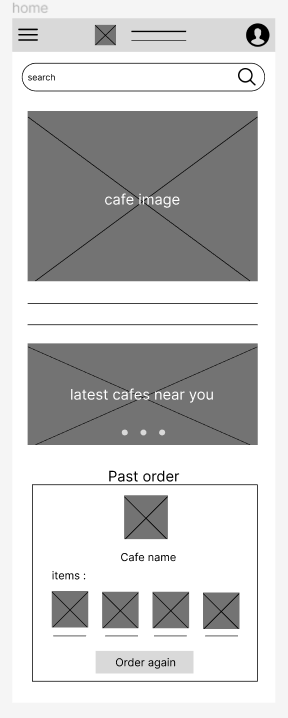 home
search
cafe image
latest cafes near you
Past order
Cafe name
items :
Order again